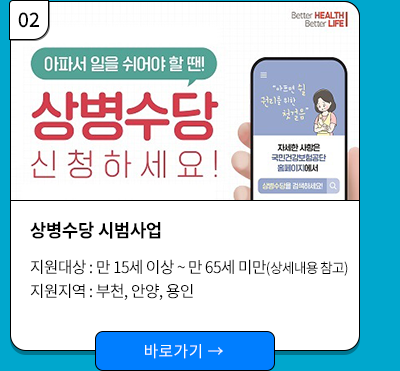 02
Better HEALTH
Better LIFE
아파서 일을 쉬어야 할 땐!
상병수당
신청하세요!
"아프면 쉴
권리를 위한
첫걸음"
자세한 사항은
국민건강보험공단
홈페이지에서
상병수당을 검색하세요!
상병수당 시범사업
지원대상 : 만 15세 이상 ~ 만 65세 미만(상세내용 참고)
지원지역 : 부천, 안양, 용인
바로가기 →